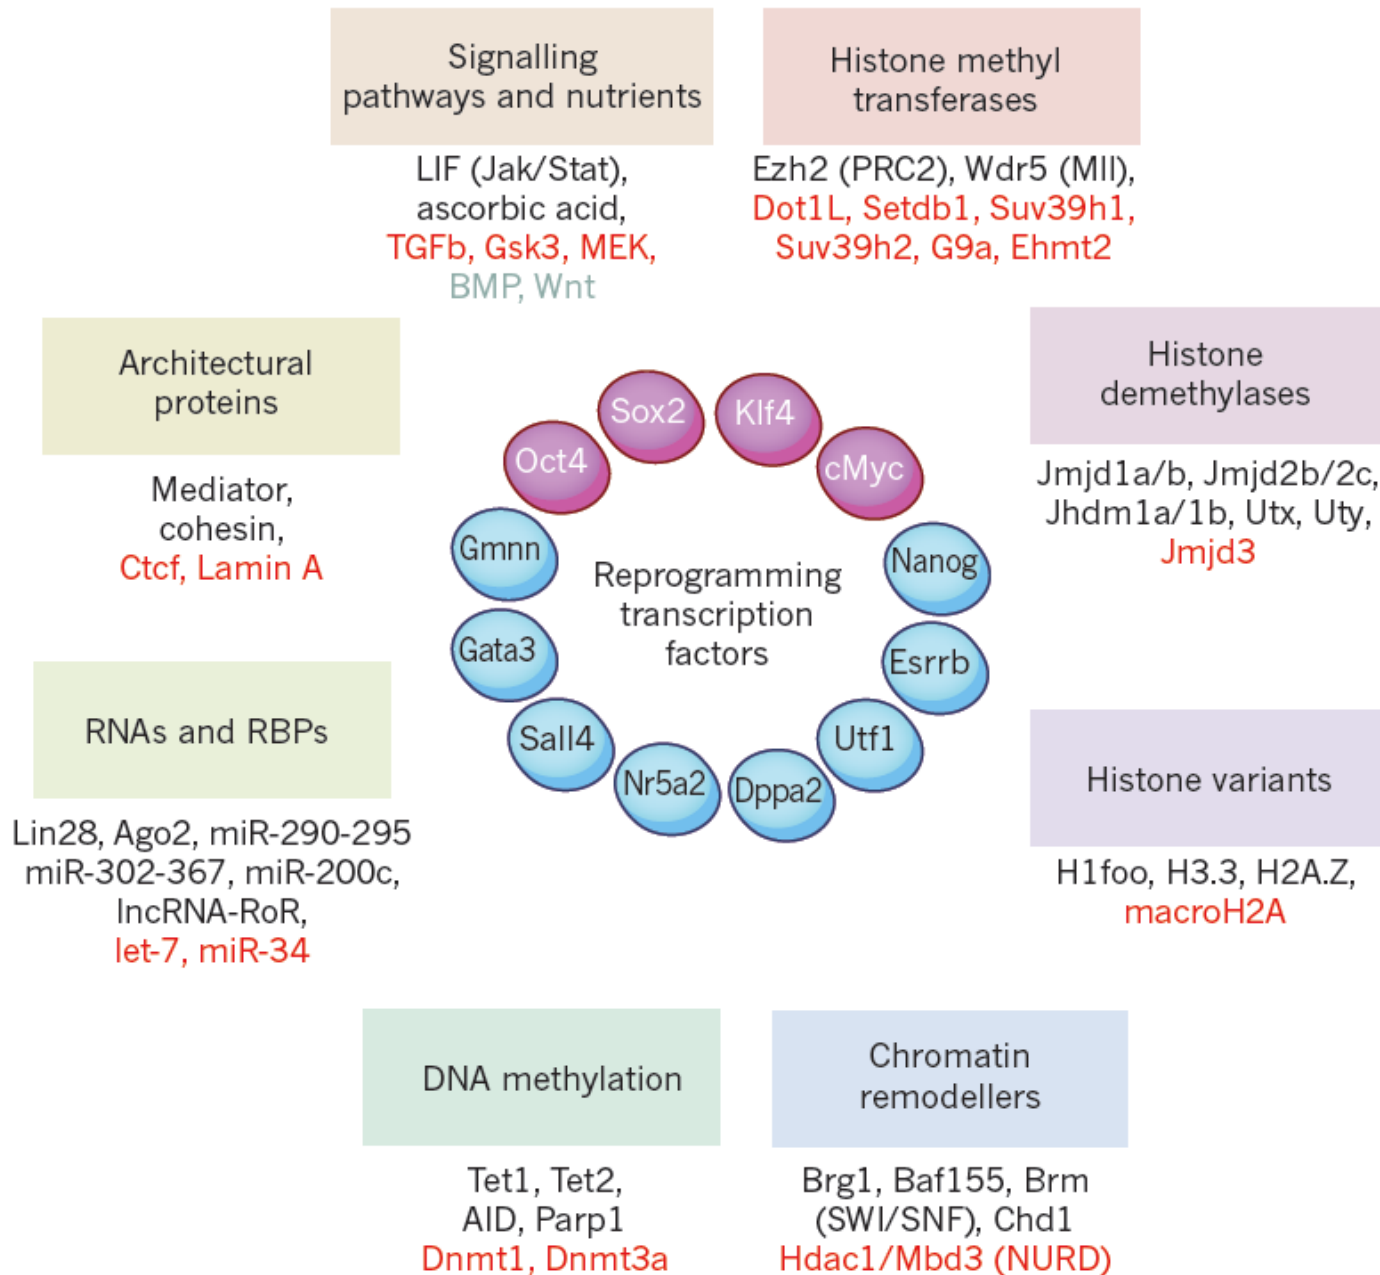 Signalling
pathways and nutrients
LIF (Jak/Stat),
ascorbic acid,
TGFb, Gsk3, MEK,
BMP, Wnt
Histone methyl
transferases
Ezh2 (PRC2), Wdr5 (Mll),
Dot1L, Setdb1, Suv39h1,
Suv39h2, G9a, Ehmt2
Architectural
proteins
Mediator,
cohesin,
Ctcf, Lamin A
Histone
demethylases
Jmjd1a/b, Jmjd2b/2c,
Jhdm1a/1b, Utx, Uty,
Jmjd3
Sox2
Klf4
Oct4
cMyc
Gmnn
Nanog
Reprogramming
transcription
factors
Gata3
Esrrb
Sall4
Utf1
Nr5a2
Dppa2
RNAs and RBPs
Lin28, Ago2, miR-290-295
miR-302-367, miR-200c,
lncRNA-RoR,
let-7, miR-34
Histone variants
H1foo, H3.3, H2A.Z,
macroH2A
DNA methylation
Tet1, Tet2,
AID, Parp1
Dnmt1, Dnmt3a
Chromatin
remodellers
Brg1, Baf155, Brm
(SWI/SNF), Chd1
Hdac1/Mbd3 (NURD)